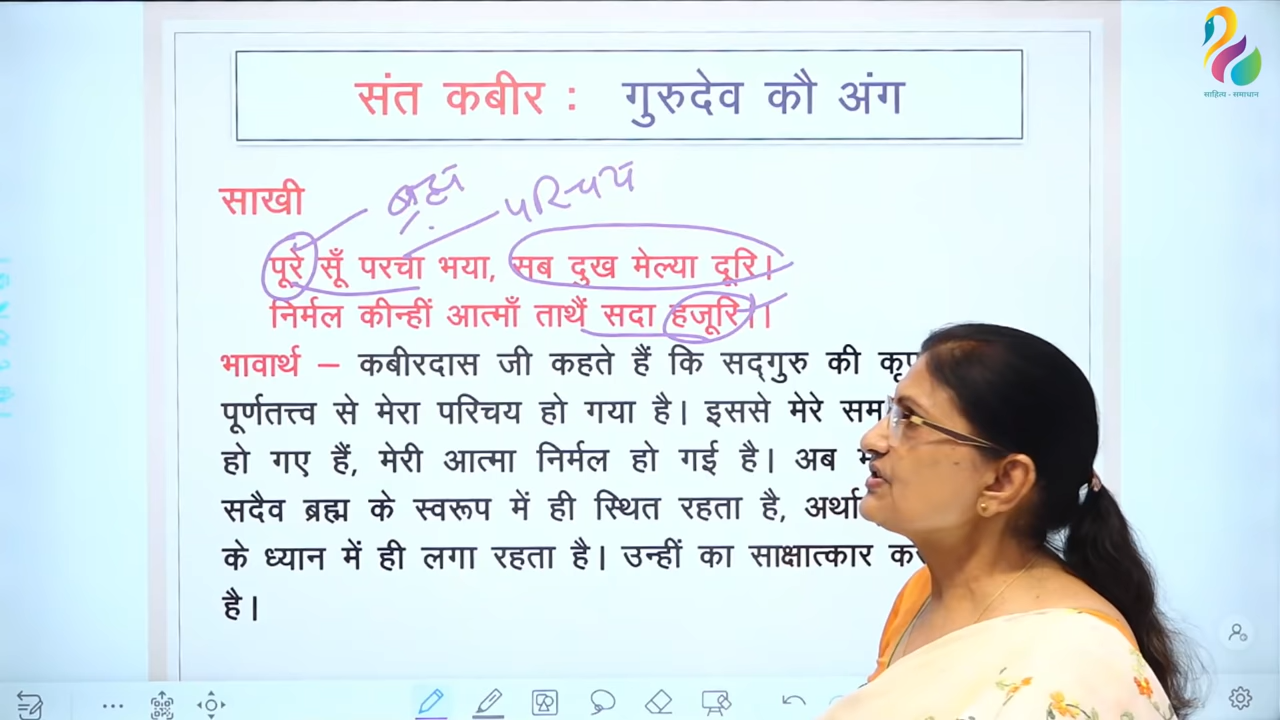 साहित्य - समाधान
संत कबीर : गुरुदेव कौ अंग
ब्रह्म परिचय
साखी
पूरे सूँ परचा भया, सब दुख मेल्या दूरि।
निर्मल कीन्हीं आत्माँ ताथैं सदा हजूरि।।
भावार्थ – कबीरदास जी कहते हैं कि सद्गुरु की
पूर्णतत्त्व से मेरा परिचय हो गया है। इससे मेरे
हो गए हैं, मेरी आत्मा निर्मल हो गई है। अब
सदैव ब्रह्म के स्वरूप में ही स्थित रहता है,
के ध्यान में ही लगा रहता है। उन्हीं का साक्षात्कार
है।